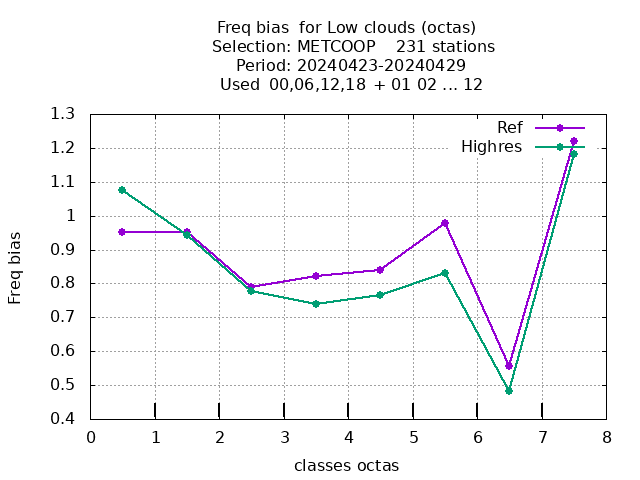 Freq bias  for Low clouds (octas)
Selection: METCOOP    231 stations
Period: 20240423-20240429
Used  00,06,12,18  + 01 02 ... 12
1.3
Ref
1.2
Highres
1.1
1
0.9
0.8
0.7
0.6
0.5
0.4
Freq bias
0 1 2 3 4 5 6 7 8
classes octas